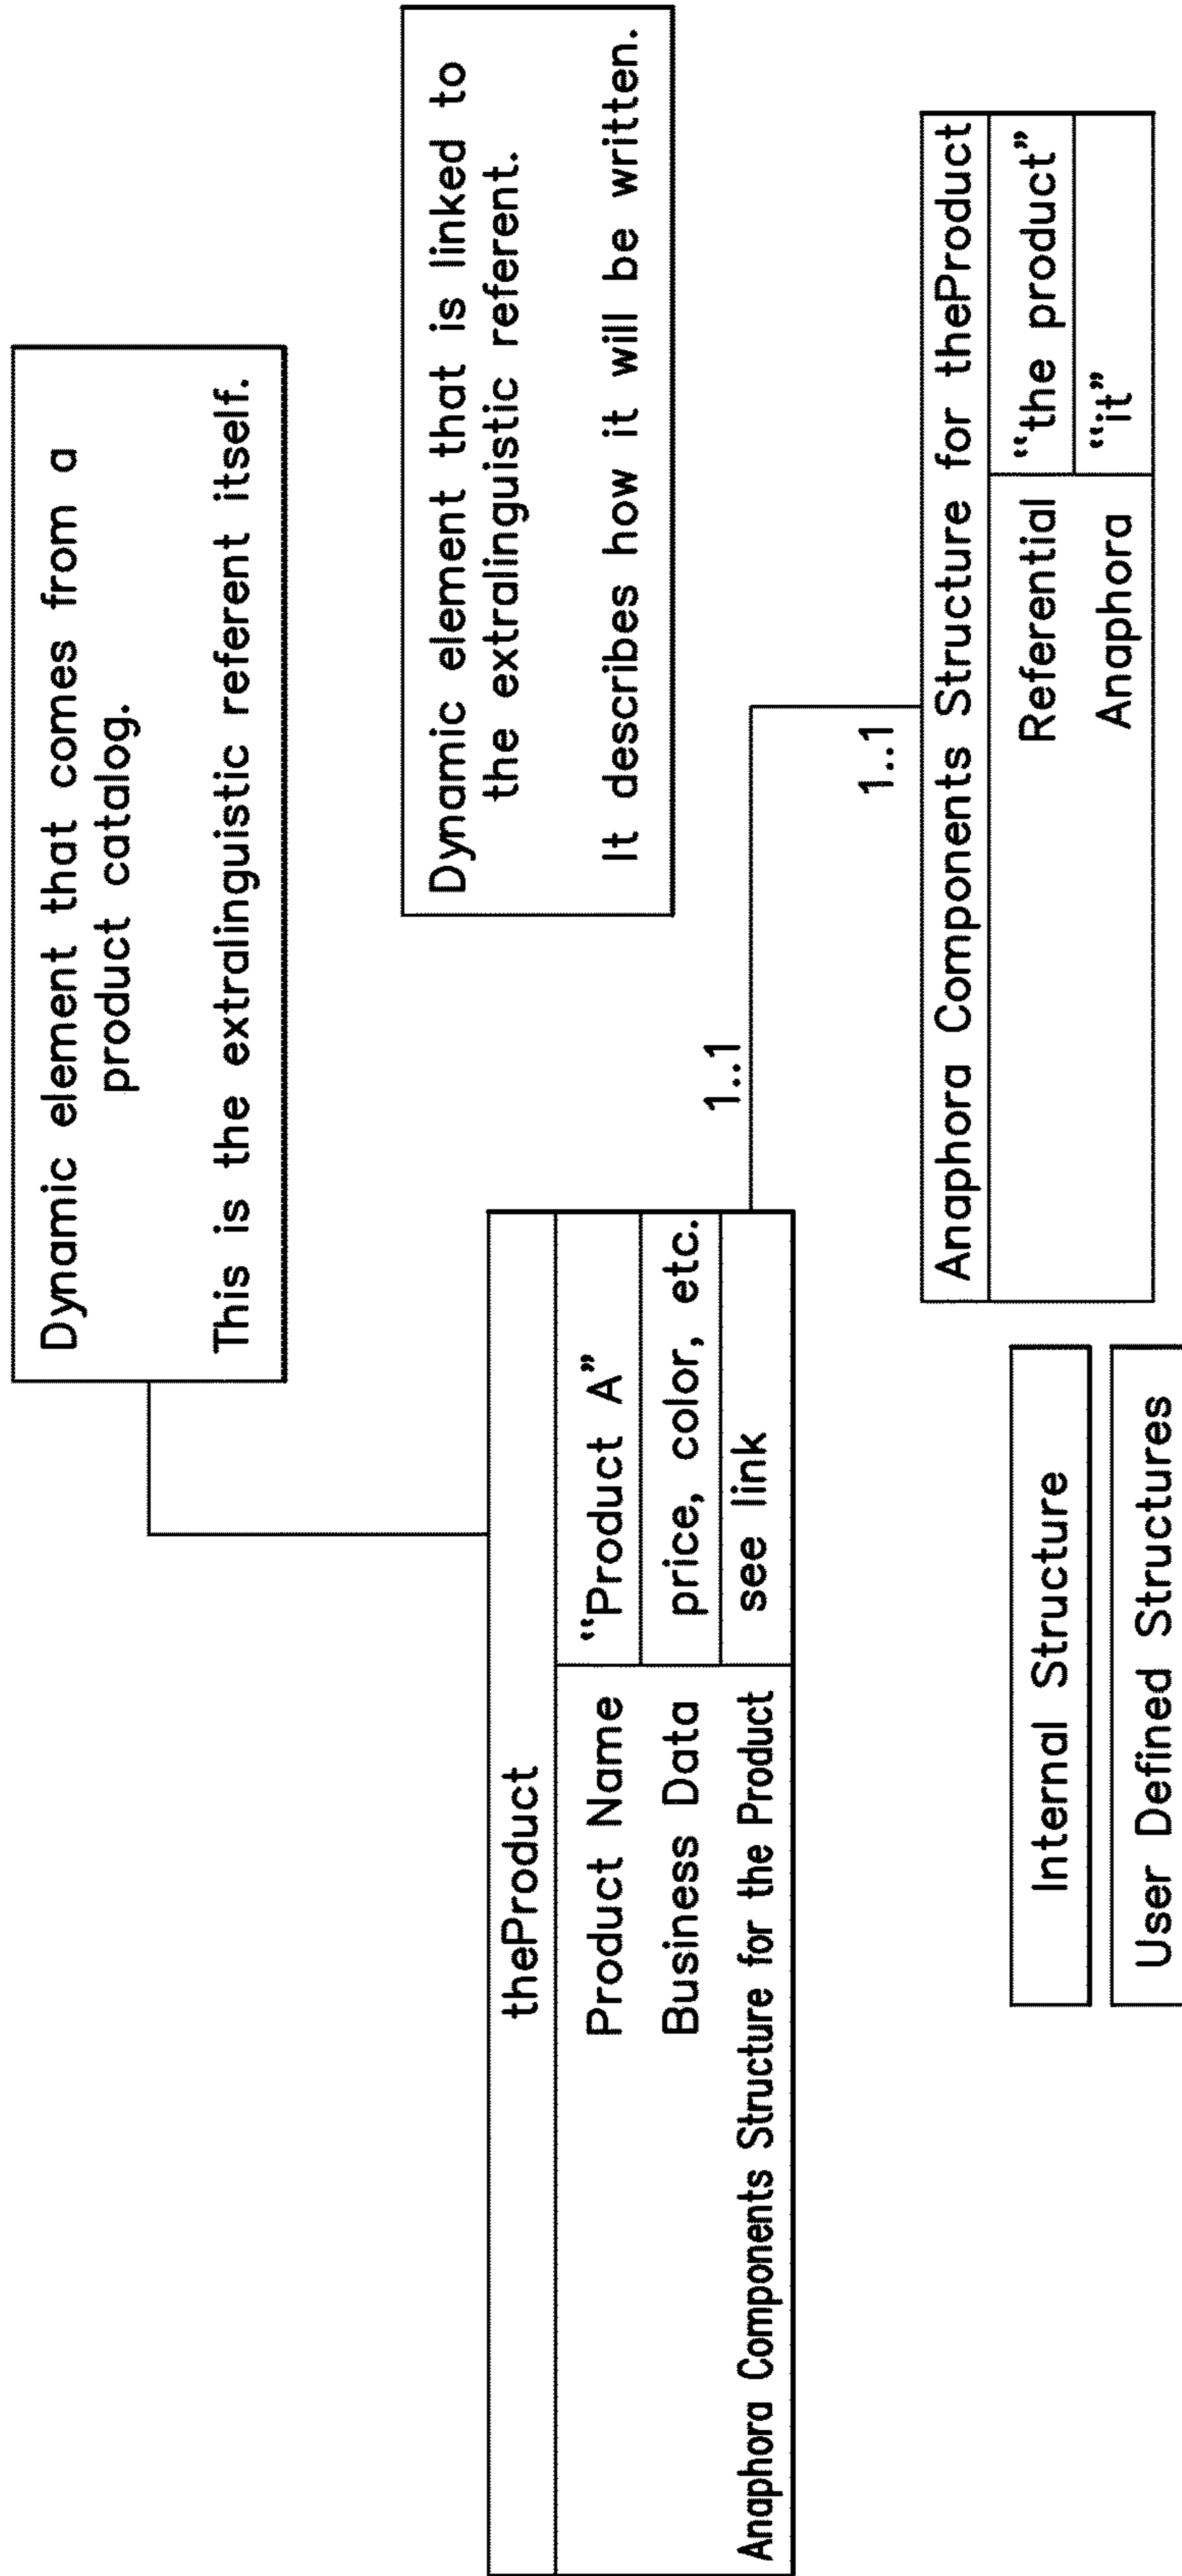 Dynamic element that comes from a
product catalog.
This is the extralinguistic referent itself.
Dynamic element that is linked to
the extralinguistic referent.
It describes how it will be written.
theProduct
Product Name “Product A”
Business Data price, color, etc.
Anaphora Components Structure for the Product see link
1..1
1..1
Anaphora Components Structure for theProduct
Referential “the product”
Anaphora “it”
Internal Structure
User Defined Structures